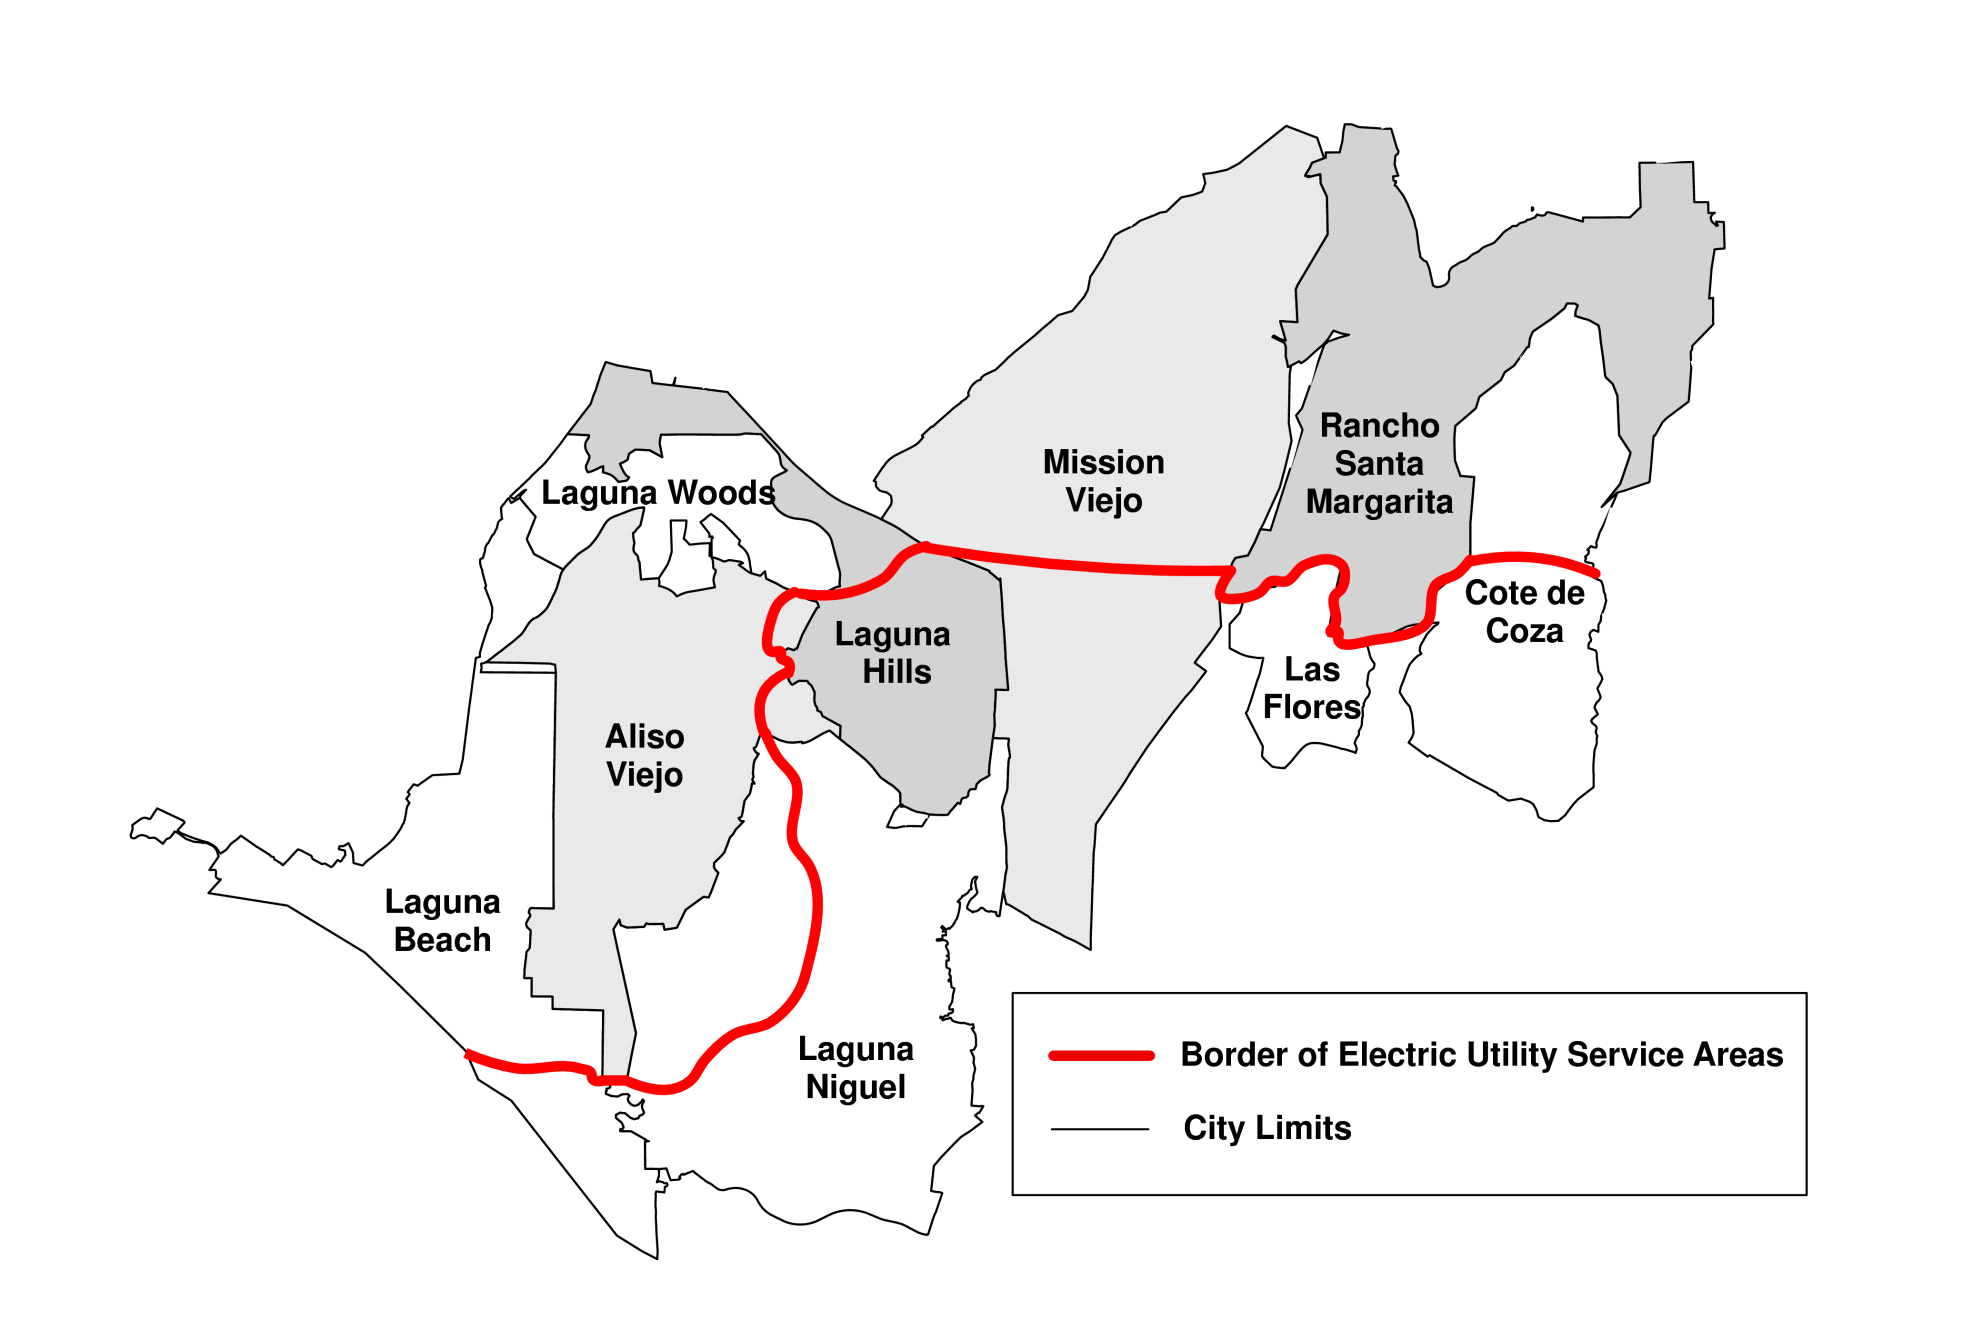 Rancho
Santa
Margarita
Mission
Viejo
Laguna Woods
Cote de
Coza
Laguna
Hills
Las
Flores
Aliso
Viejo
Laguna
Beach
Laguna
Niguel
Border of Electric Utility Service Areas
City Limits